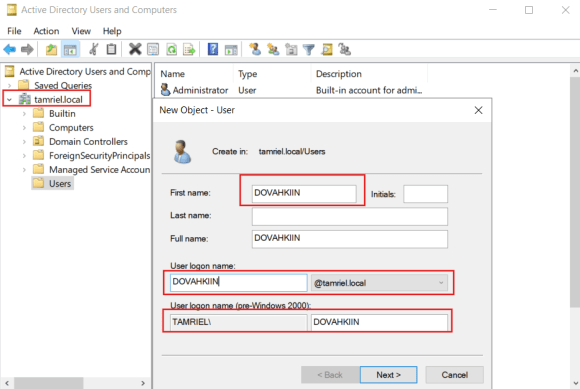 Active Directory Users and Computers
File Action View Help
Active Directory Users and Comp
Saved Queries
tamriel.local
Builtin
Computers
Domain Controllers
ForeignSecurityPrincipals
Managed Service Accoun
Users
Name Type Description
Administrator User Built-in account for admi...
New Object - User
Create in: tamriel.local/Users
First name: DOVAHKIIN Initials:
Last name:
Full name: DOVAHKIIN
User logon name:
DOVAHKIIN @tamriel.local
User logon name (pre-Windows 2000):
TAMRIEL\ DOVAHKIIN
< Back Next > Cancel